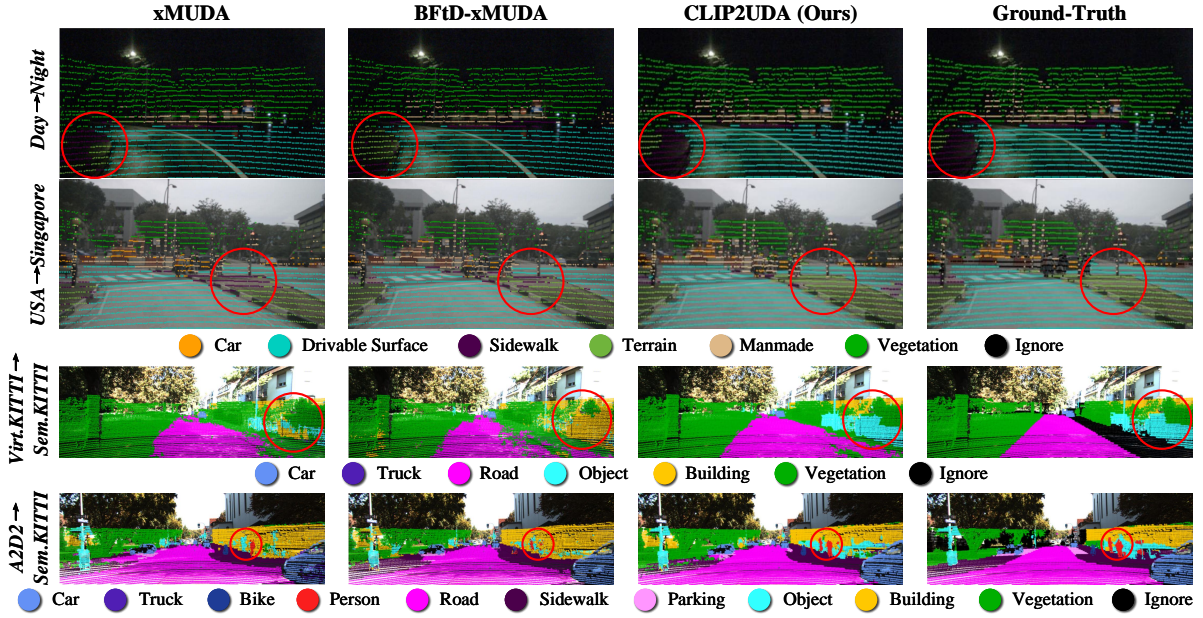 xMUDA BFtD-xMUDA CLIP2UDA (Ours) Ground-Truth
Day→Night
USA→Singapore
Car Drivable Surface Sidewalk Terrain Manmade Vegetation Ignore
Virt.KITTI→
Sem.KITTI
Car Truck Road Object Building Vegetation Ignore
A2D2→
Sem.KITTI
Car Truck Bike Person Road Sidewalk Parking Object Building Vegetation Ignore